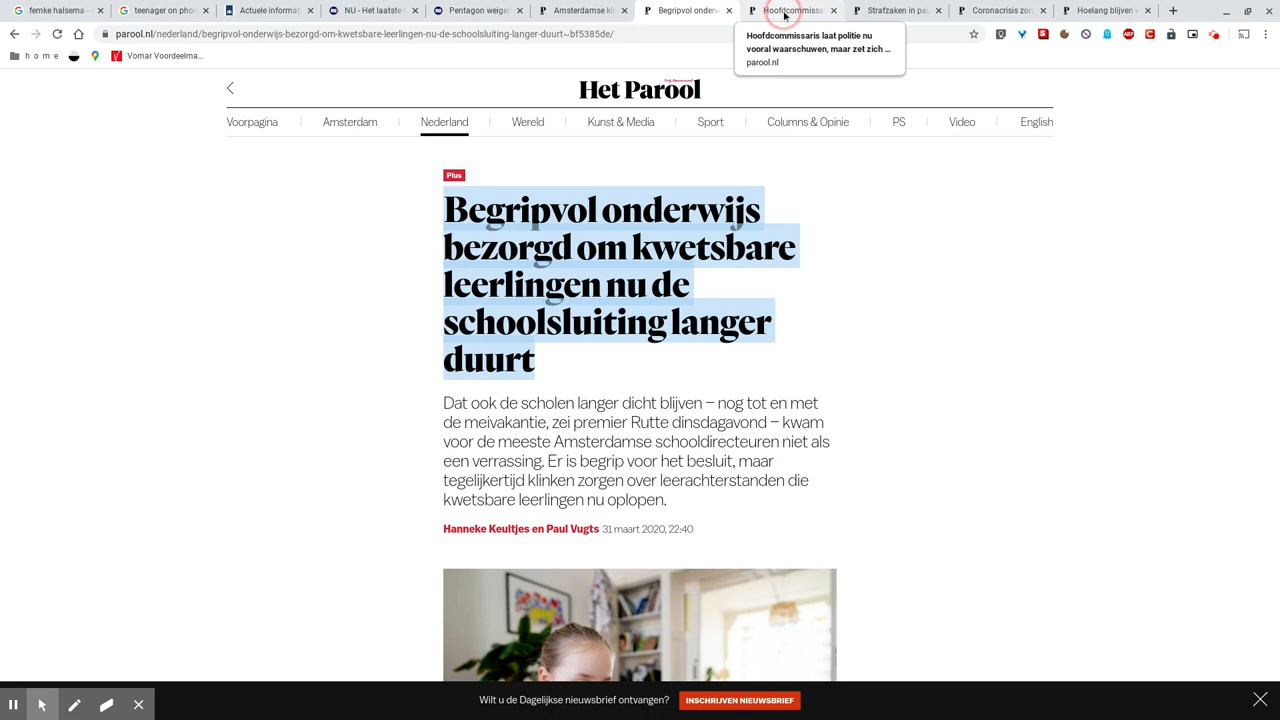 femke halsema -
teenager on phon
Actuele informat
NU - Het laatste n
Pentagon weigert
Amsterdamse kin
Begripvol onderw
Hoofdcommissar
Strafzaken in pau
Coronacrisis zorg
Hoelang blijven w
parool.nl/nederland/begripvol-onderwijs-bezorgd-om-kwetsbare-leerlingen-nu-de-schoolsluiting-langer-duurt~bf5385de/
Hoofdcommissaris laat politie nu
vooral waarschuwen, maar zet zich ...
parool.nl
h o m e
Vomar Voordeelma...
Het Parool
Voorpagina
Amsterdam
Nederland
Wereld
Kunst & Media
Sport
Columns & Opinie
PS
Video
English
Plus
Begripvol onderwijs
bezorgd om kwetsbare
leerlingen nu de
schoolsluiting langer
duurt
Dat ook de scholen langer dicht blijven – nog tot en met
de meivakantie, zei premier Rutte dinsdagavond – kwam
voor de meeste Amsterdamse schooldirecteuren niet als
een verrassing. Er is begrip voor het besluit, maar
tegelijkertijd klinken zorgen over leerachterstanden die
kwetsbare leerlingen nu oplopen.
Hanneke Keultjes en Paul Vugts 31 maart 2020, 22:40
Wilt u de Dagelijkse nieuwsbrief ontvangen?
INSCHRIJVEN NIEUWSBRIEF